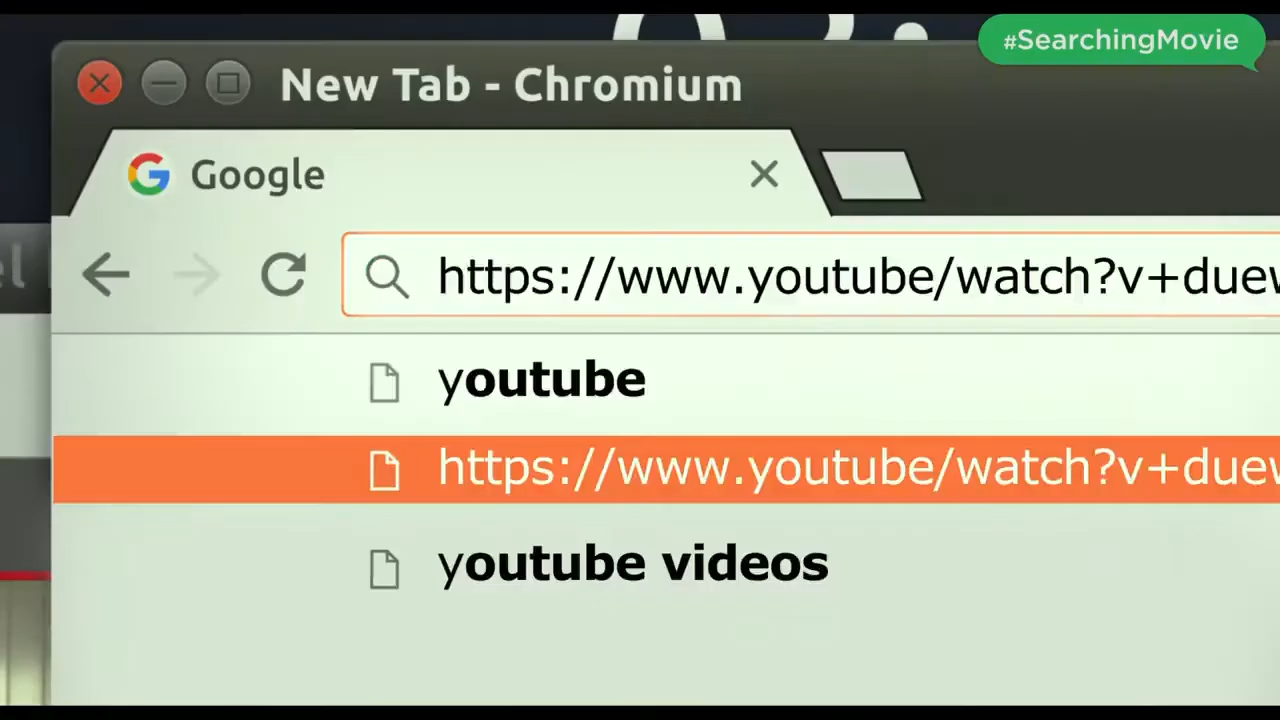 #SearchingMovie
New Tab - Chromium
Google
https://www.youtube/watch?v+duew
youtube
https://www.youtube/watch?v+duew
youtube videos